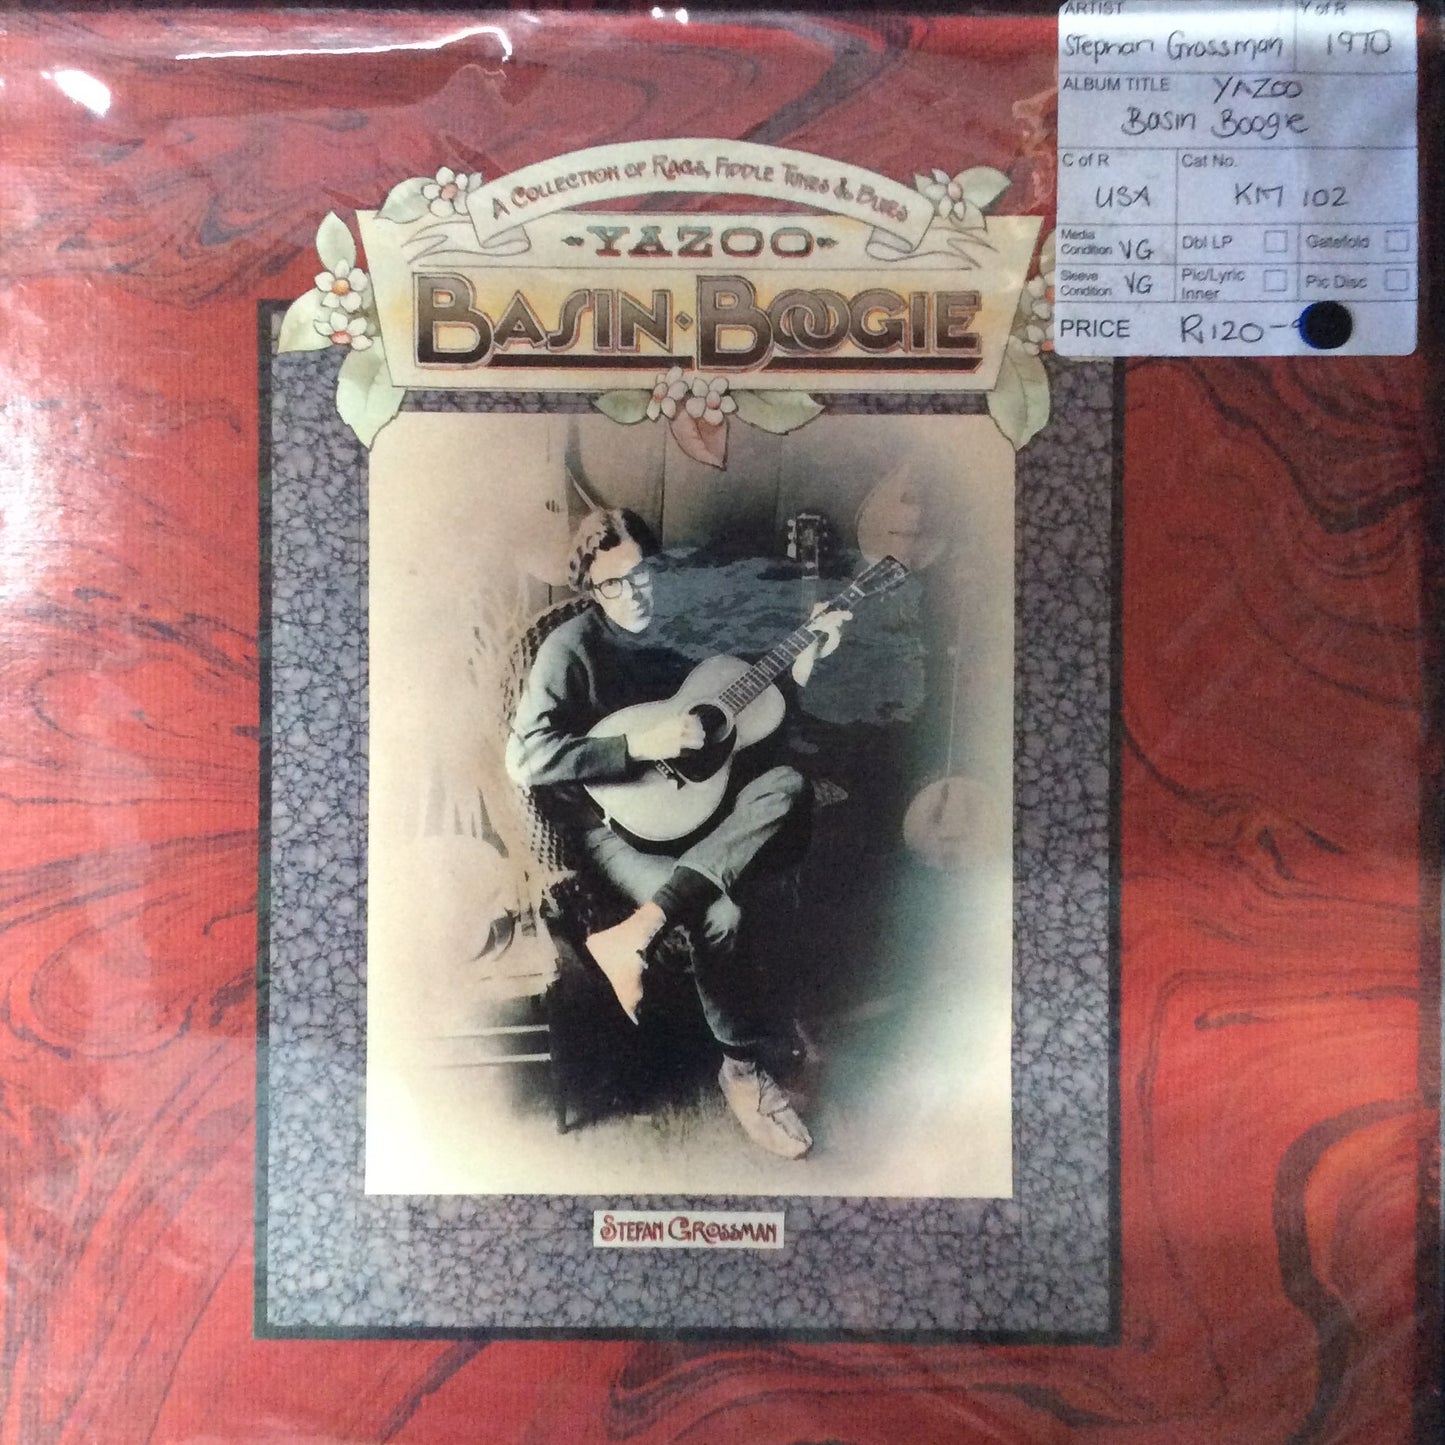 A COLLECTION OF RAGS, FIDDLE TUNES & BLUES
YAZOO
BASIN · BOOGIE
STEFAN GROSSMAN
ARTIST Y of R
Stephan Grossman 1970
ALBUM TITLE YAZOO
Basin Boogie
C of R Cat No.
USA KM 102
Media Condition VG Dbl LP Gatefold
Sleeve Condition VG Pic/Lyric Inner Pic Disc
PRICE R120-